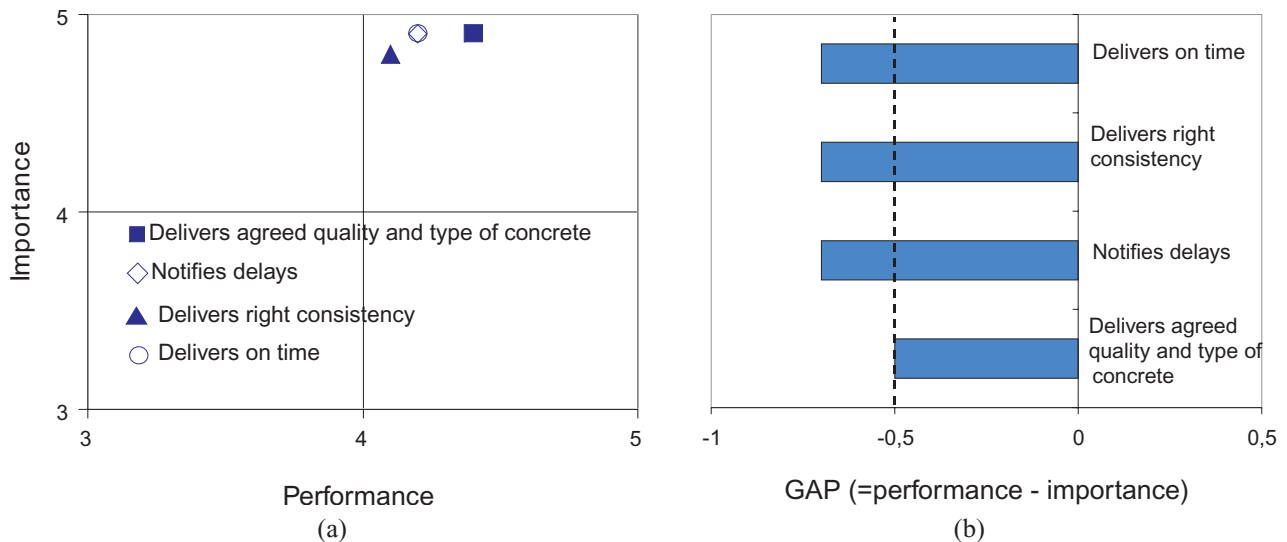 5
4
3
3
4
5
Importance
Delivers agreed quality and type of concrete
Notifies delays
Delivers right consistency
Delivers on time
Performance
(a)
Delivers on time
Delivers right
consistency
Notifies delays
Delivers agreed
quality and type of
concrete
-1
-0,5
0
0,5
GAP (=performance - importance)
(b)